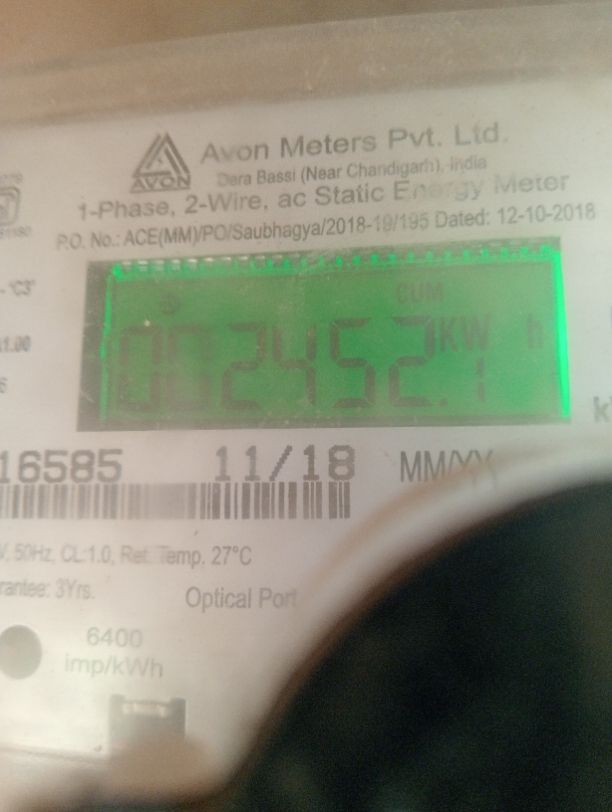 Avon Meters Pvt. Ltd.
AVON
Dera Bassi (Near Chandigarh), India
1-Phase, 2-Wire, ac Static Energy Meter
P.O. No.: ACE(MM)/PO/Saubhagya/2018-19/195 Dated: 12-10-2018
CUM
002452.1 KW h
16585 11/18 MM/YY
50Hz, CL:1.0, Ref. Temp. 27°C
3Yrs.
Optical Port
6400
imp/kWh